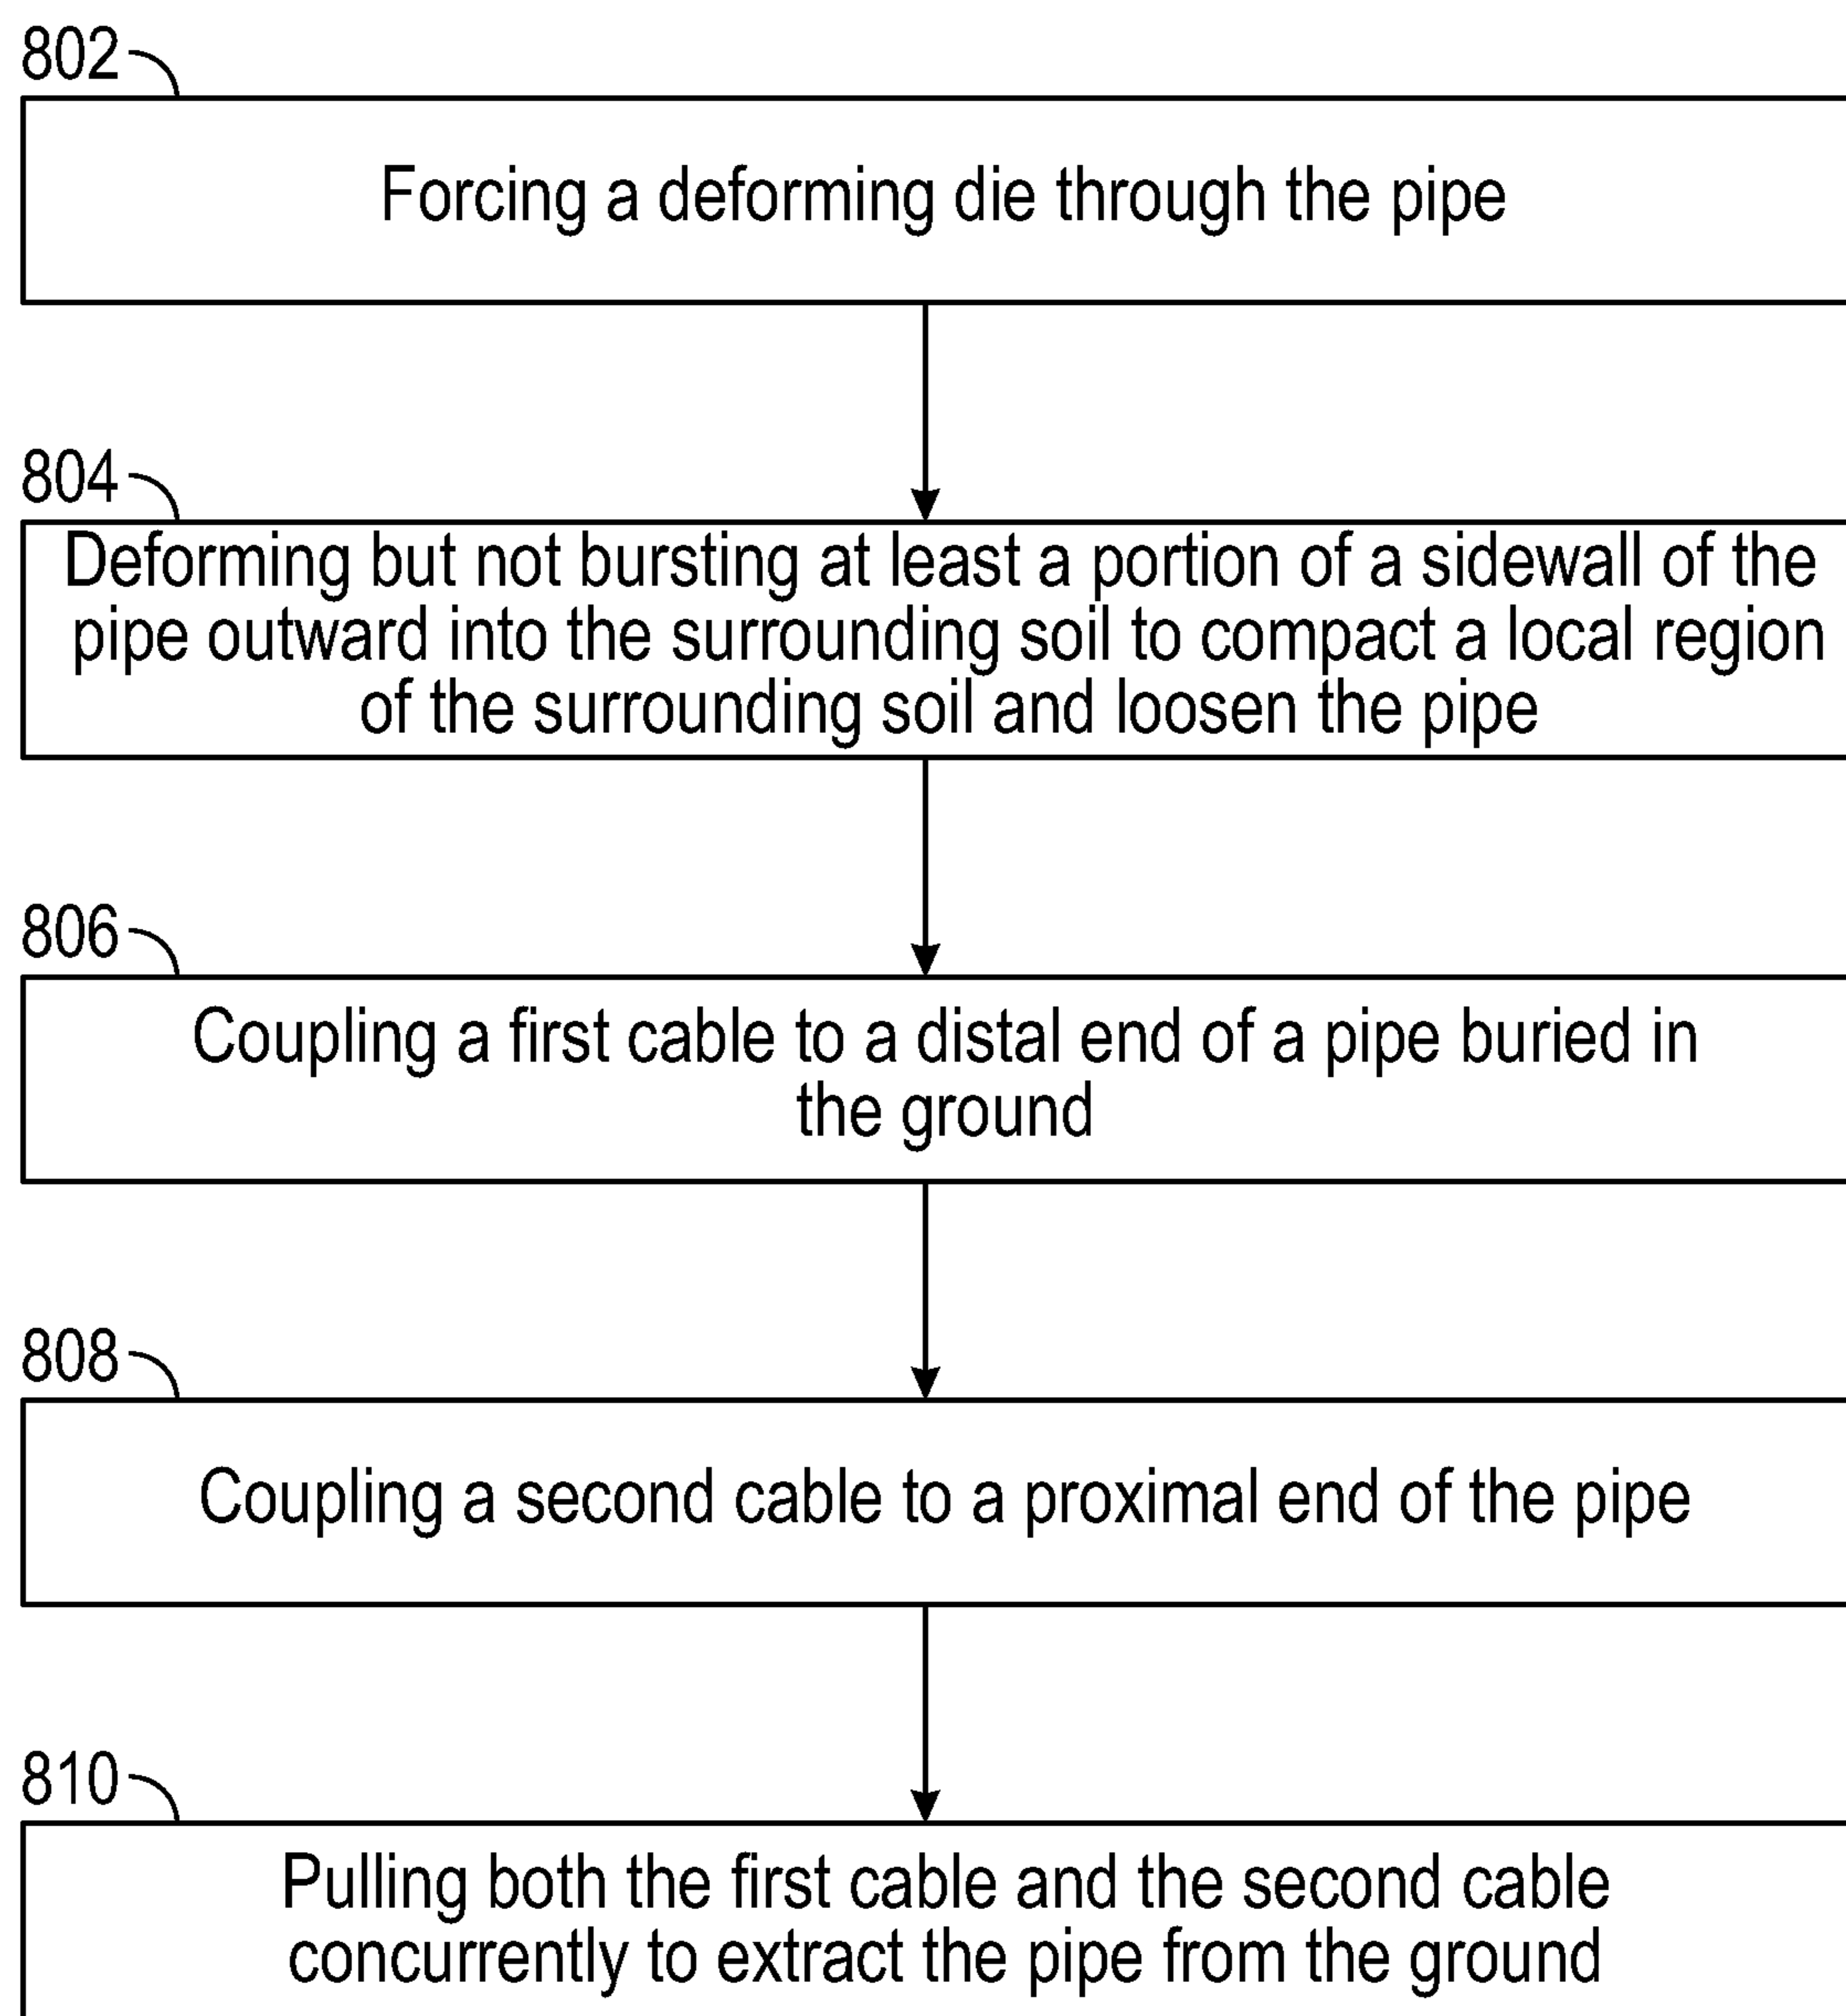 802
Forcing a deforming die through the pipe
804
Deforming but not bursting at least a portion of a sidewall of the
pipe outward into the surrounding soil to compact a local region
of the surrounding soil and loosen the pipe
806
Coupling a first cable to a distal end of a pipe buried in
the ground
808
Coupling a second cable to a proximal end of the pipe
810
Pulling both the first cable and the second cable
concurrently to extract the pipe from the ground